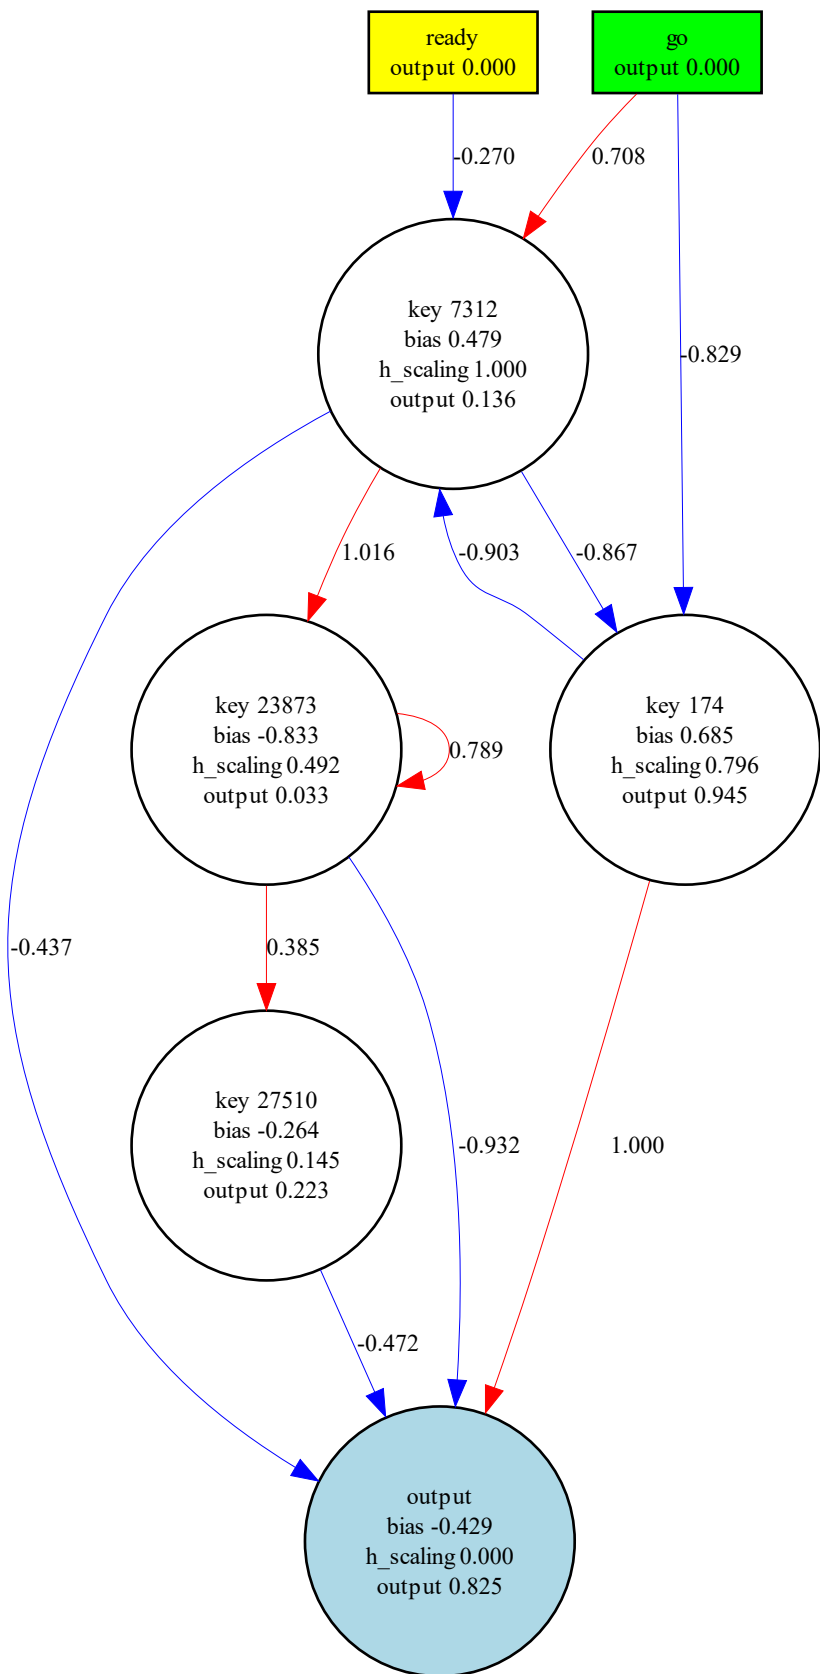 ready
output 0.000
go
output 0.000
-0.270
0.708
key 7312
bias 0.479
h_scaling 1.000
output 0.136
-0.829
1.016
-0.903
-0.867
key 23873
bias -0.833
h_scaling 0.492
output 0.033
0.789
key 174
bias 0.685
h_scaling 0.796
output 0.945
-0.437
0.385
key 27510
bias -0.264
h_scaling 0.145
output 0.223
-0.932
1.000
-0.472
output
bias -0.429
h_scaling 0.000
output 0.825